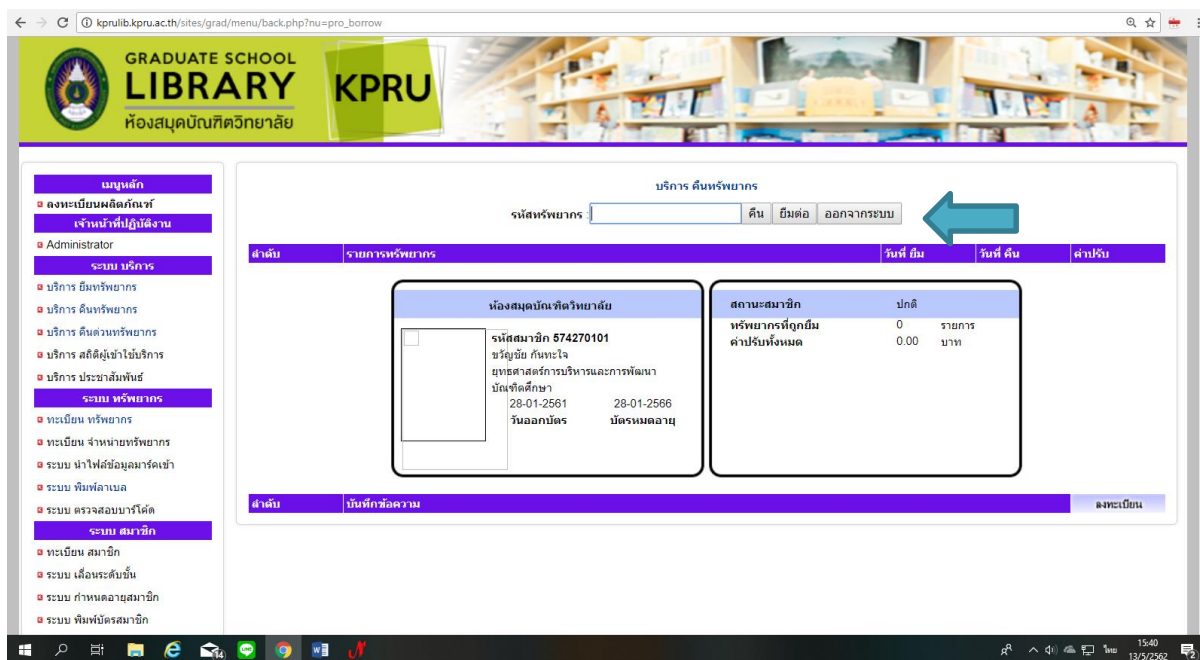 kprulib.kpru.ac.th/sites/grad/menu/back.php?nu=pro_borrow
GRADUATE SCHOOL
LIBRARY
ห้องสมุดบัณฑิตวิทยาลัย
KPRU
เมนูหลัก
ลงทะเบียนผลิตภัณฑ์
เจ้าหน้าที่ปฏิบัติงาน
Administrator
ระบบ บริการ
บริการ ยืมทรัพยากร
บริการ คืนทรัพยากร
บริการ คืนด่วนทรัพยากร
บริการ สถิติผู้เข้าใช้บริการ
บริการ ประชาสัมพันธ์
ระบบ ทรัพยากร
ทะเบียน ทรัพยากร
ทะเบียน จำหน่ายทรัพยากร
ระบบ นำไฟล์ข้อมูลมาร์คเข้า
ระบบ พิมพ์ลาเบล
ระบบ ตรวจสอบบาร์โค้ด
ระบบ สมาชิก
ทะเบียน สมาชิก
ระบบ เลื่อนระดับชั้น
ระบบ กำหนดอายุสมาชิก
ระบบ พิมพ์บัตรสมาชิก
บริการ คืนทรัพยากร
รหัสทรัพยากร : คืน ยืมต่อ ออกจากระบบ
ลำดับ รายการทรัพยากร วันที่ ยืม วันที่ คืน ค่าปรับ
ห้องสมุดบัณฑิตวิทยาลัย
รหัสสมาชิก 574270101
ขวัญชัย กันทะใจ
ยุทธศาสตร์การบริหารและการพัฒนา
บัณฑิตศึกษา
28-01-2561 28-01-2566
วันออกบัตร บัตรหมดอายุ
สถานะสมาชิก ปกติ
ทรัพยากรที่ถูกยืม 0 รายการ
ค่าปรับทั้งหมด 0.00 บาท
ลำดับ บันทึกข้อความ ลงทะเบียน
14
LINE
W
N
ไทย
15:40
13/5/2562
2